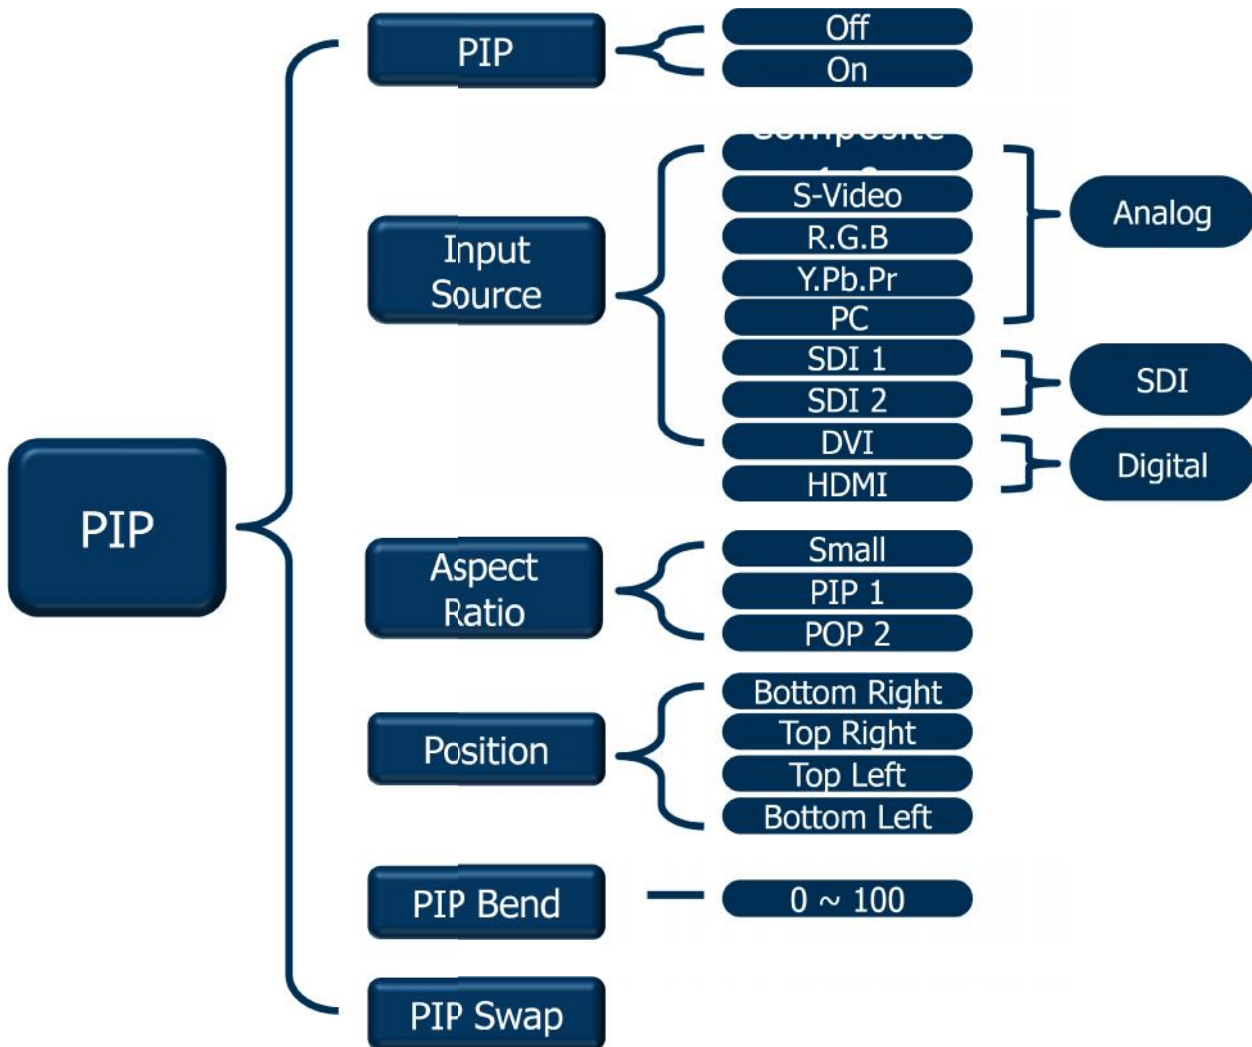 PIP
PIP
Off
On
Input
Source
Composite
S-Video
R.G.B
Y.Pb.Pr
PC
SDI 1
SDI 2
DVI
HDMI
Analog
SDI
Digital
Aspect
Ratio
Small
PIP 1
POP 2
Position
Bottom Right
Top Right
Top Left
Bottom Left
PIP Bend
0 ~ 100
PIP Swap